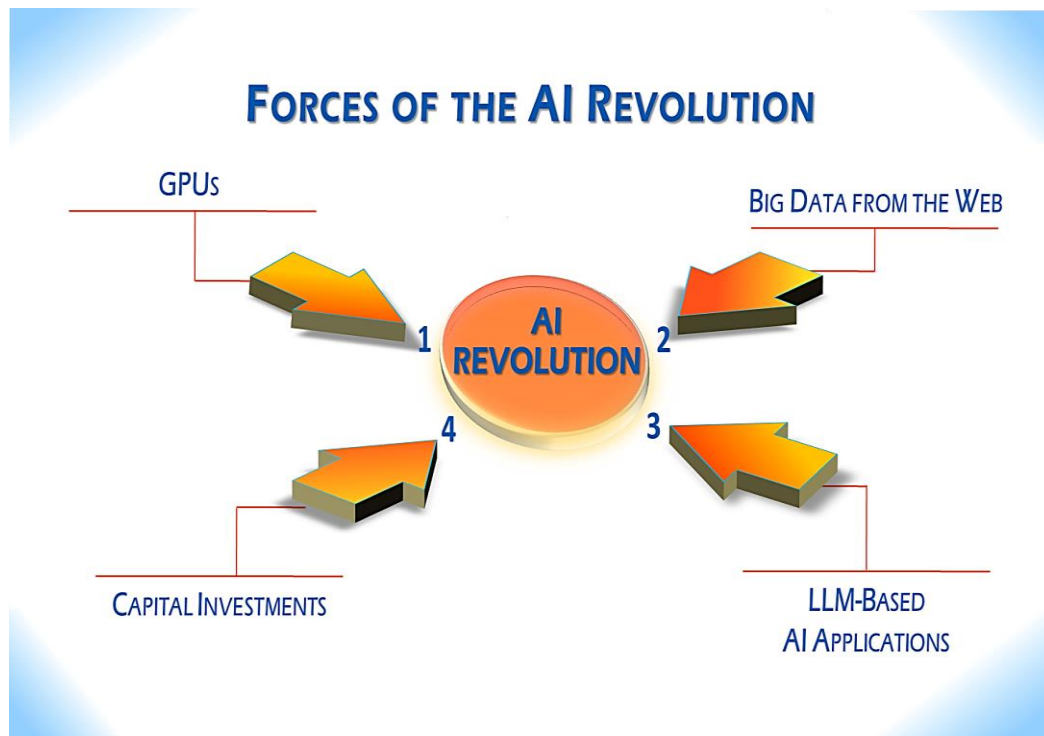 FORCES OF THE AI REVOLUTION
GPUS
BIG DATA FROM THE WEB
AI
REVOLUTION
1
2
4
3
CAPITAL INVESTMENTS
LLM-BASED
AI APPLICATIONS